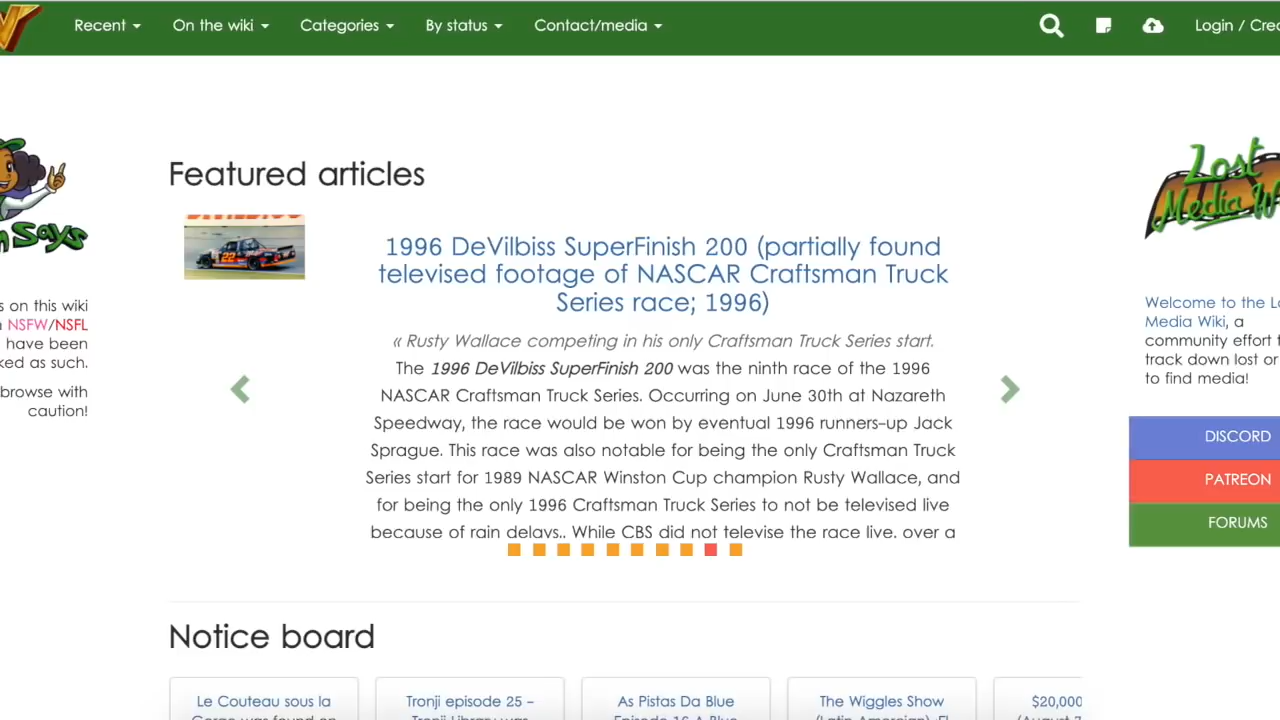 Recent
On the wiki
Categories
By status
Contact/media
Login /
Says
on this wiki
NSFW/NSFL
have been
as such.
browse with
caution!
Featured articles
22
1996 DeVilbiss SuperFinish 200 (partially found
televised footage of NASCAR Craftsman Truck
Series race; 1996)
« Rusty Wallace competing in his only Craftsman Truck Series start.
The 1996 DeVilbiss SuperFinish 200 was the ninth race of the 1996
NASCAR Craftsman Truck Series. Occurring on June 30th at Nazareth
Speedway, the race would be won by eventual 1996 runners-up Jack
Sprague. This race was also notable for being the only Craftsman Truck
Series start for 1989 NASCAR Winston Cup champion Rusty Wallace, and
for being the only 1996 Craftsman Truck Series to not be televised live
because of rain delays.. While CBS did not televise the race live, over a
Lost
Media
Welcome to the
Media Wiki, a
community effort
track down lost or
to find media!
DISCORD
PATREON
FORUMS
Notice board
Le Couteau sous la
Gorge was found on
Tronji episode 25 –
Tronji Library was
As Pistas Da Blue
Episode 16 A Blue
The Wiggles Show
(Latin American)
$20,000
(August